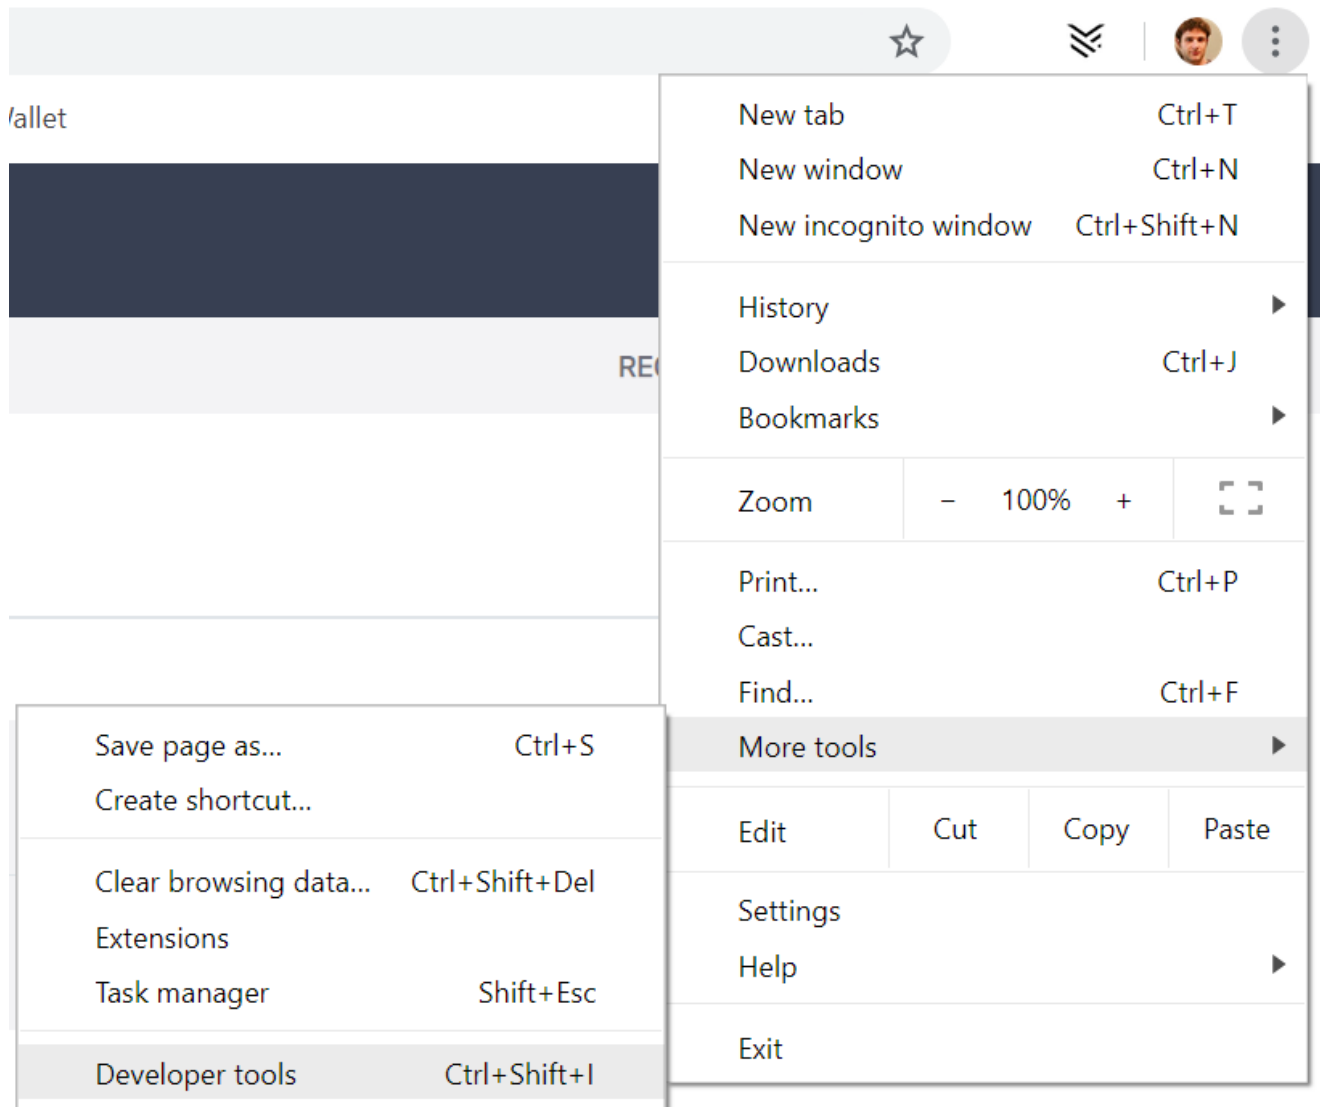 allet
New tab Ctrl+T
New window Ctrl+N
New incognito window Ctrl+Shift+N
History
REC
Downloads Ctrl+J
Bookmarks
Zoom − 100% +
Print... Ctrl+P
Cast...
Find... Ctrl+F
More tools
Edit Cut Copy Paste
Settings
Help
Exit
Save page as... Ctrl+S
Create shortcut...
Clear browsing data... Ctrl+Shift+Del
Extensions
Task manager Shift+Esc
Developer tools Ctrl+Shift+I